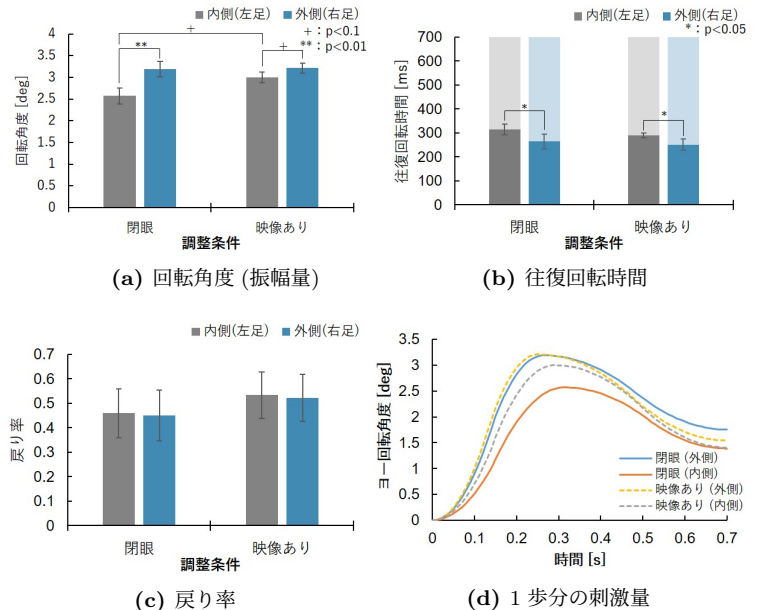 内側(左足) 外側(右足)
+：p<0.1
**：p<0.01
回転角度 [deg]
4
3.5
3
2.5
2
1.5
1
0.5
0
+
**
+
閉眼 映像あり
調整条件
(a) 回転角度 (振幅量)
内側(左足) 外側(右足)
*：p<0.05
往復回転時間 [ms]
700
600
500
400
300
200
100
0
*
*
閉眼 映像あり
調整条件
(b) 往復回転時間
内側(左足) 外側(右足)
戻り率
0.7
0.6
0.5
0.4
0.3
0.2
0.1
0
閉眼 映像あり
調整条件
(c) 戻り率
ヨー回転角度 [deg]
3.5
3
2.5
2
1.5
1
0.5
0
閉眼 (外側)
閉眼 (内側)
映像あり (外側)
映像あり (内側)
0 0.1 0.2 0.3 0.4 0.5 0.6 0.7
時間 [s]
(d) 1 歩分の刺激量